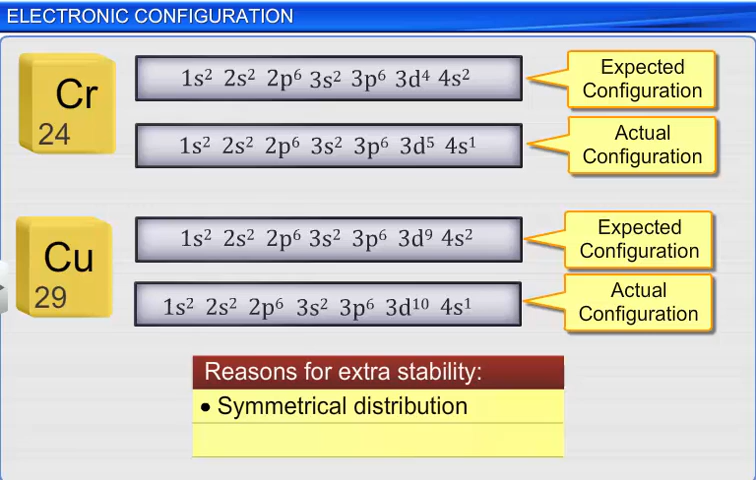 ELECTRONIC CONFIGURATION
Cr
24
1s² 2s² 2p⁶ 3s² 3p⁶ 3d⁴ 4s²
Expected
Configuration
1s² 2s² 2p⁶ 3s² 3p⁶ 3d⁵ 4s¹
Actual
Configuration
Cu
29
1s² 2s² 2p⁶ 3s² 3p⁶ 3d⁹ 4s²
Expected
Configuration
1s² 2s² 2p⁶ 3s² 3p⁶ 3d¹⁰ 4s¹
Actual
Configuration
Reasons for extra stability:
• Symmetrical distribution